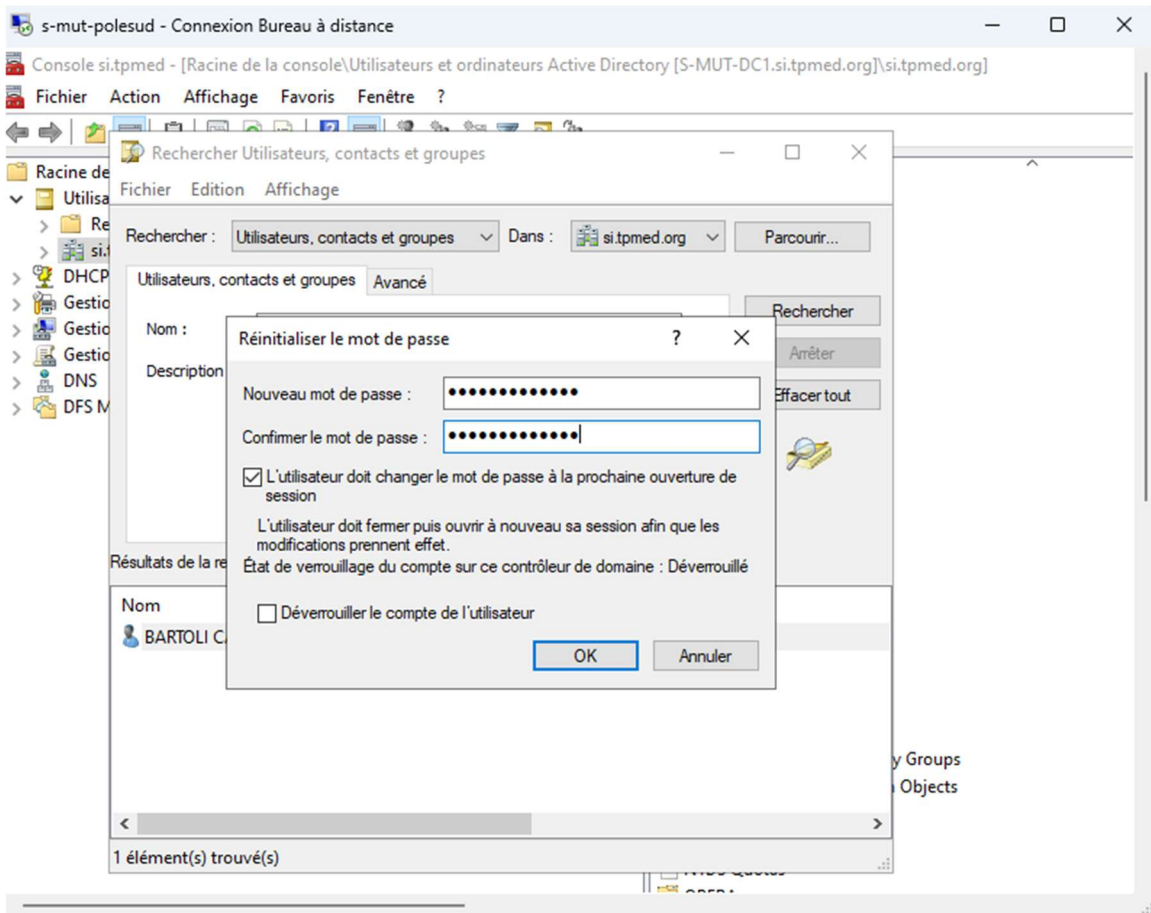 s-mut-polesud - Connexion Bureau à distance
Console si.tpmed - [Racine de la console\Utilisateurs et ordinateurs Active Directory [S-MUT-DC1.si.tpmed.org]\si.tpmed.org]
Fichier Action Affichage Favoris Fenêtre ?
Rechercher Utilisateurs, contacts et groupes
Racine de
Fichier Edition Affichage
Utilisa
Re
Rechercher : Utilisateurs, contacts et groupes Dans : si.tpmed.org Parcourir...
si.t
DHCP
Utilisateurs, contacts et groupes Avancé
Gestio
Rechercher
Gestio
Nom :
Réinitialiser le mot de passe ?
Gestio
Arrêter
Description
DNS
Nouveau mot de passe : •••••••••••••
Effacer tout
DFS M
Confirmer le mot de passe : •••••••••••••
L'utilisateur doit changer le mot de passe à la prochaine ouverture de
session
L'utilisateur doit fermer puis ouvrir à nouveau sa session afin que les
modifications prennent effet.
Résultats de la re
État de verrouillage du compte sur ce contrôleur de domaine : Déverrouillé
Nom
Déverrouiller le compte de l'utilisateur
BARTOLI C
OK Annuler
y Groups
Objects
1 élément(s) trouvé(s)